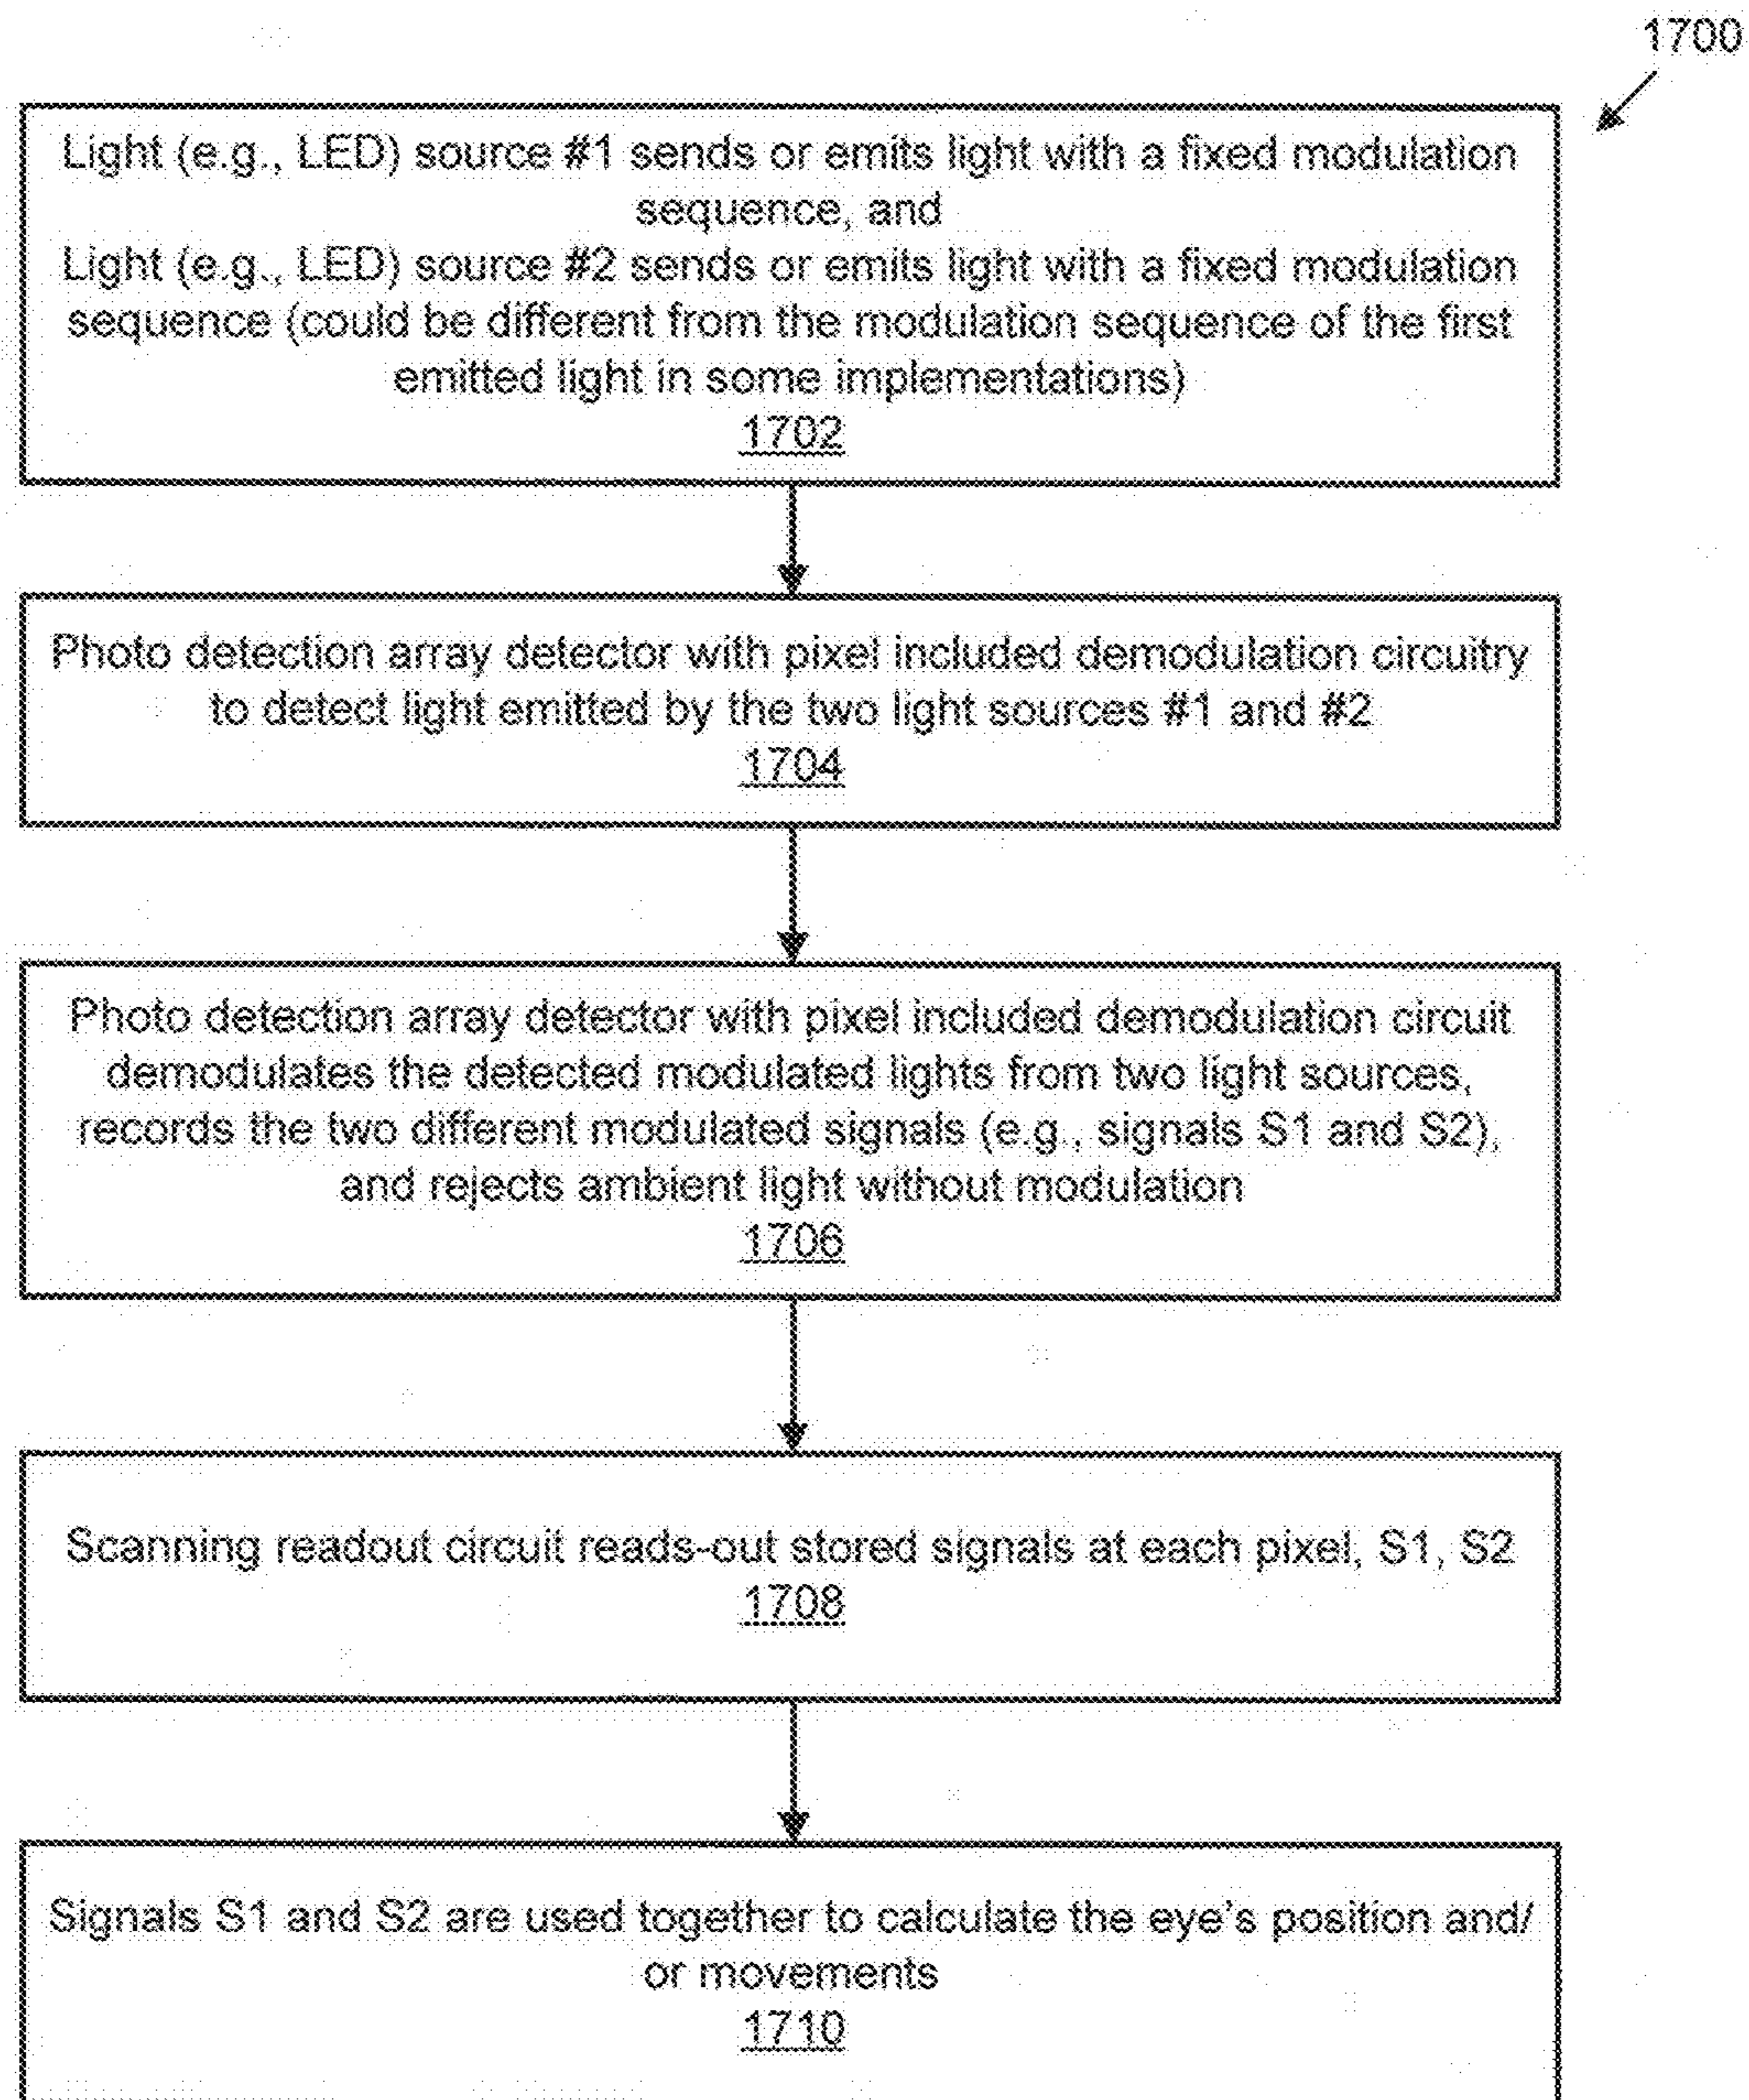 1700
Light (e.g., LED) source #1 sends or emits light with a fixed modulation
sequence, and
Light (e.g., LED) source #2 sends or emits light with a fixed modulation
sequence (could be different from the modulation sequence of the first
emitted light in some implementations)
1702
Photo detection array detector with pixel included demodulation circuitry
to detect light emitted by the two light sources #1 and #2
1704
Photo detection array detector with pixel included demodulation circuit
demodulates the detected modulated lights from two light sources,
records the two different modulated signals (e.g., signals S1 and S2),
and rejects ambient light without modulation
1706
Scanning readout circuit reads-out stored signals at each pixel, S1, S2
1708
Signals S1 and S2 are used together to calculate the eye's position and/
or movements
1710